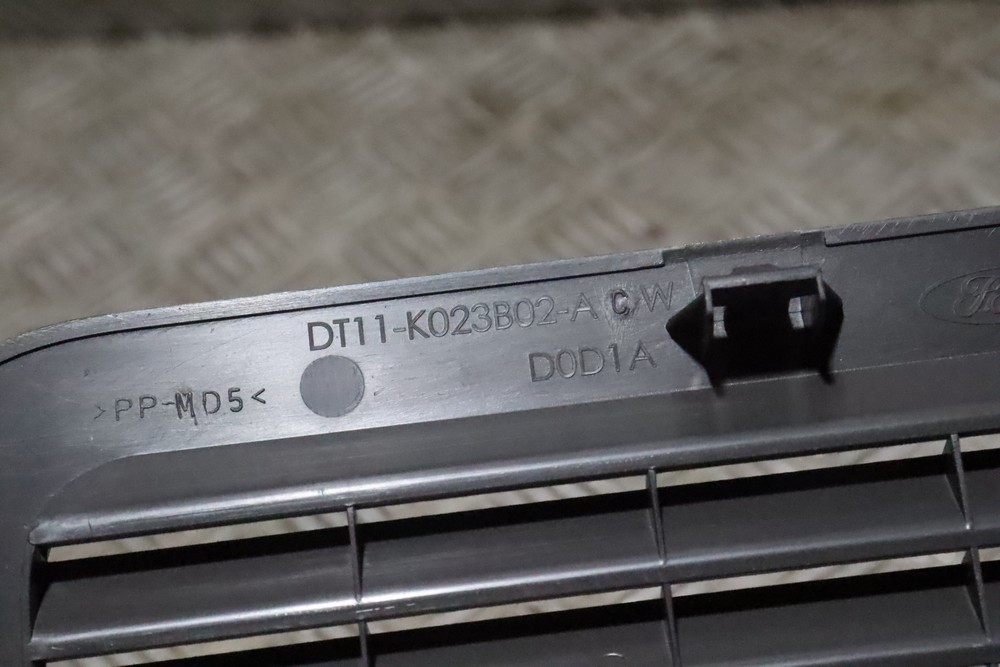 DT11-K023B02-A C/W
D0D1A
>PP-MD5<